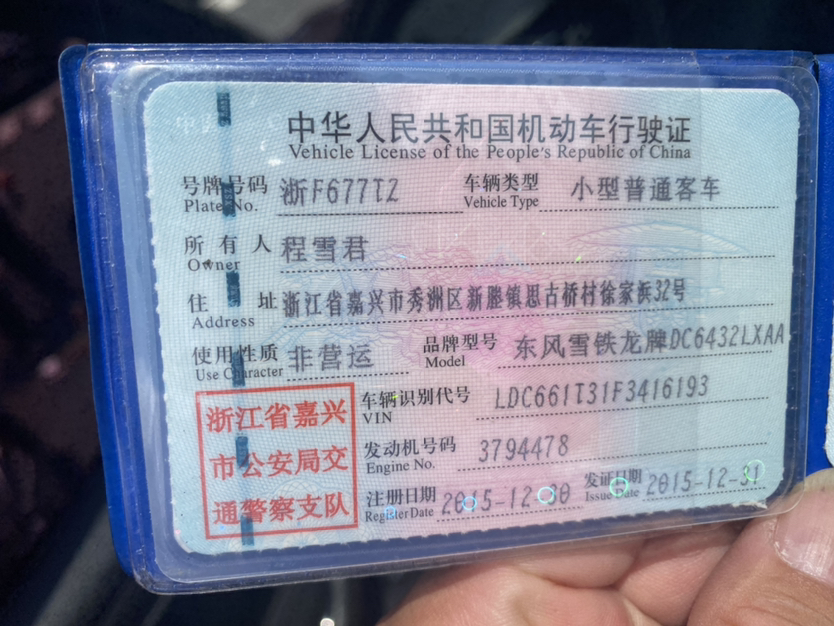 中华人民共和国机动车行驶证
Vehicle License of the People's Republic of China
号牌号码 浙F677T2 车辆类型 小型普通客车
Plate No. Vehicle Type
所有人 程雪君
Owner
住址 浙江省嘉兴市秀洲区新塍镇思古桥村徐家浜32号
Address
使用性质 非营运 品牌型号 东风雪铁龙牌DC6432LXAA
Use Character Model
浙江省嘉兴
市公安局交
通警察支队
车辆识别代号 LDC661T31F3416193
VIN
发动机号码 3794478
Engine No.
注册日期 2015-12-30 发证日期 2015-12-31
Register Date Issue Date